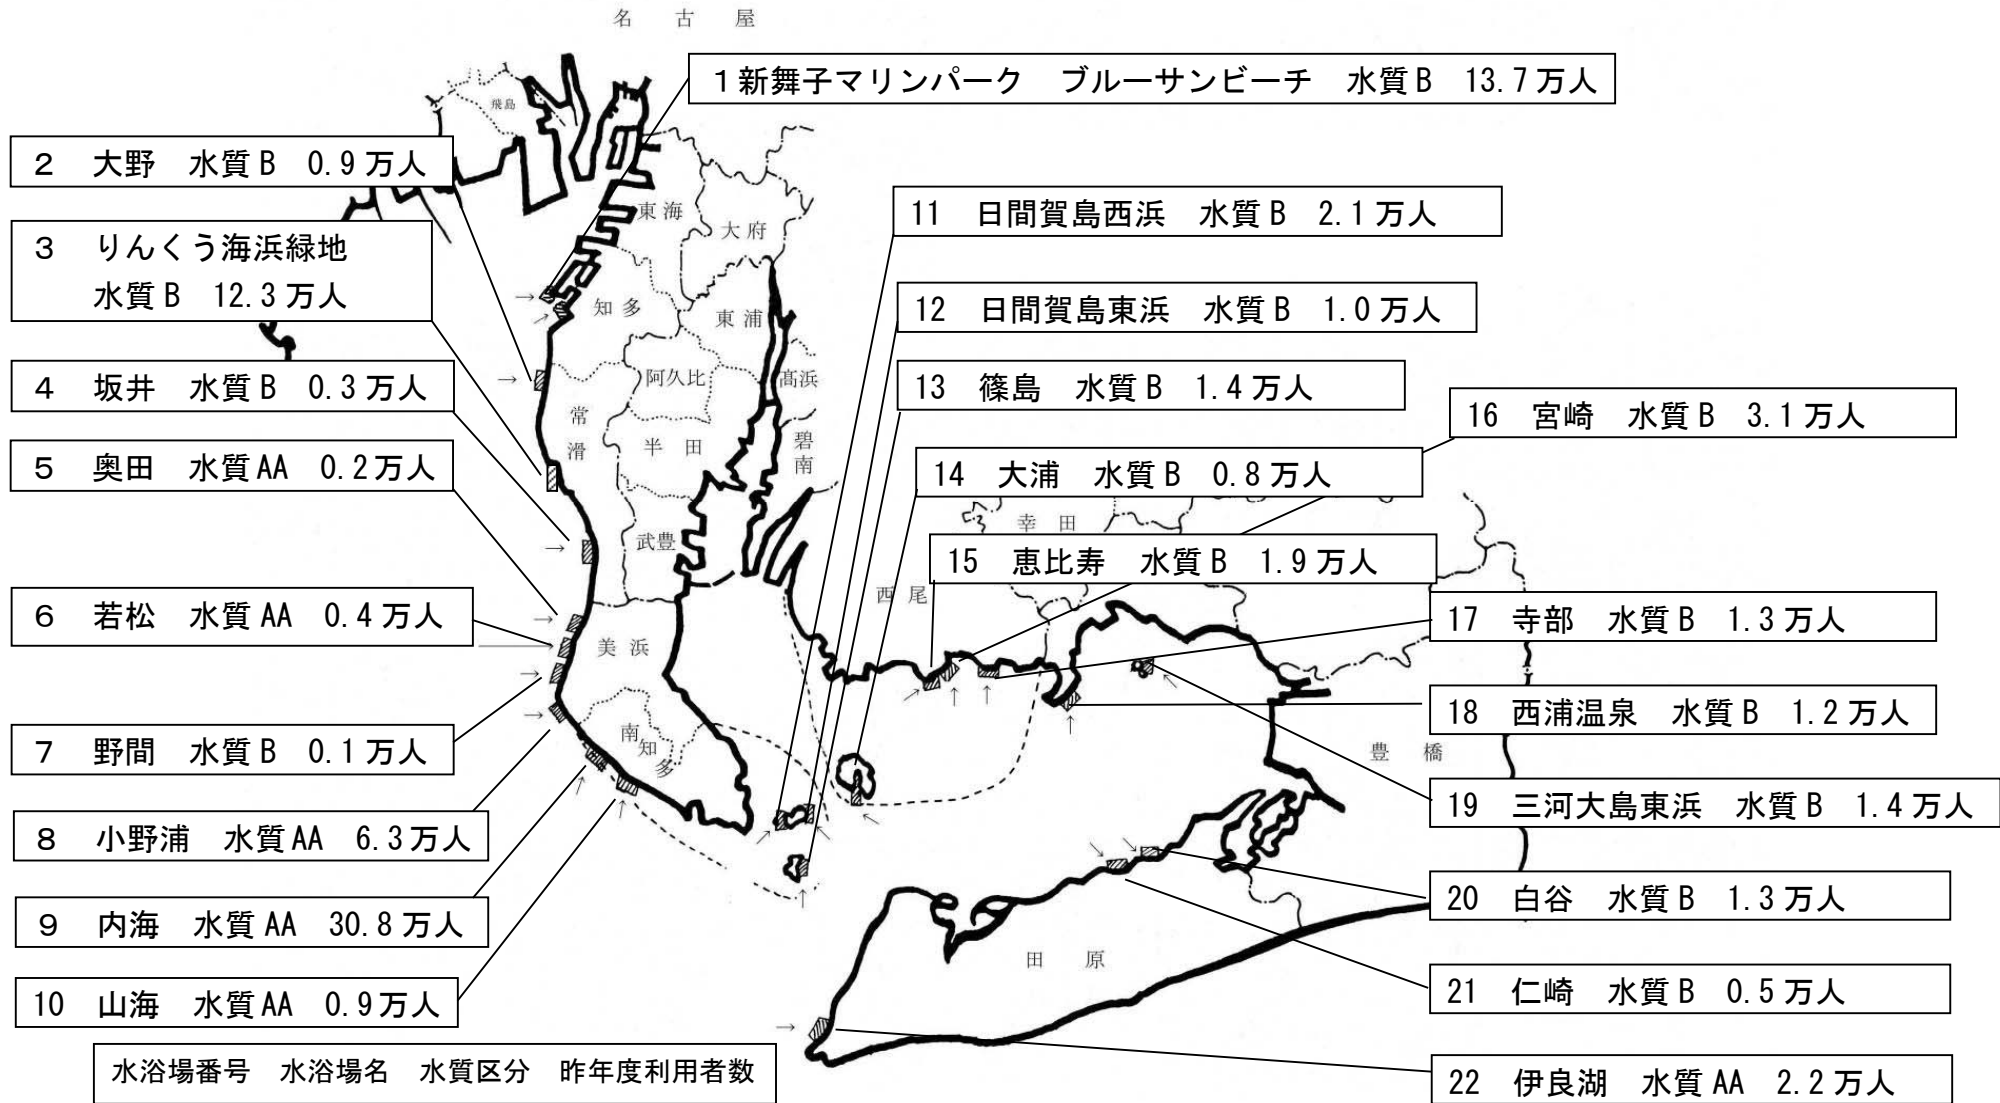 名 古 屋
1 新舞子マリンパーク ブルーサンビーチ 水質B 13.7万人
飛島
2 大野 水質B 0.9万人
東海
大府
11 日間賀島西浜 水質B 2.1万人
3 りんくう海浜緑地
水質B 12.3万人
知多
東浦
12 日間賀島東浜 水質B 1.0万人
4 坂井 水質B 0.3万人
阿久比
高浜
13 篠島 水質B 1.4万人
常滑
半田
碧南
16 宮崎 水質B 3.1万人
5 奥田 水質AA 0.2万人
14 大浦 水質B 0.8万人
幸田
武豊
15 恵比寿 水質B 1.9万人
西尾
6 若松 水質AA 0.4万人
美浜
17 寺部 水質B 1.3万人
7 野間 水質B 0.1万人
南知多
18 西浦温泉 水質B 1.2万人
豊橋
8 小野浦 水質AA 6.3万人
19 三河大島東浜 水質B 1.4万人
9 内海 水質AA 30.8万人
20 白谷 水質B 1.3万人
田原
10 山海 水質AA 0.9万人
21 仁崎 水質B 0.5万人
水浴場番号 水浴場名 水質区分 昨年度利用者数
22 伊良湖 水質AA 2.2万人